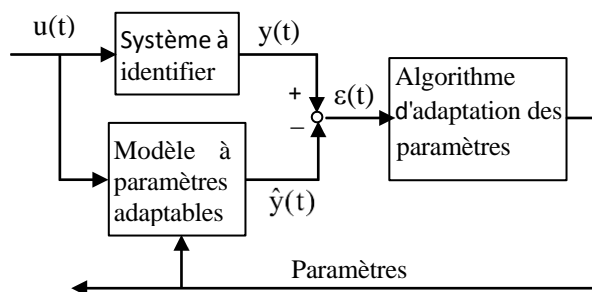 u(t)
Système à
identifier
y(t)
+
−
ε(t)
Algorithme
d'adaptation des
paramètres
Modèle à
paramètres
adaptables
ŷ(t)
Paramètres